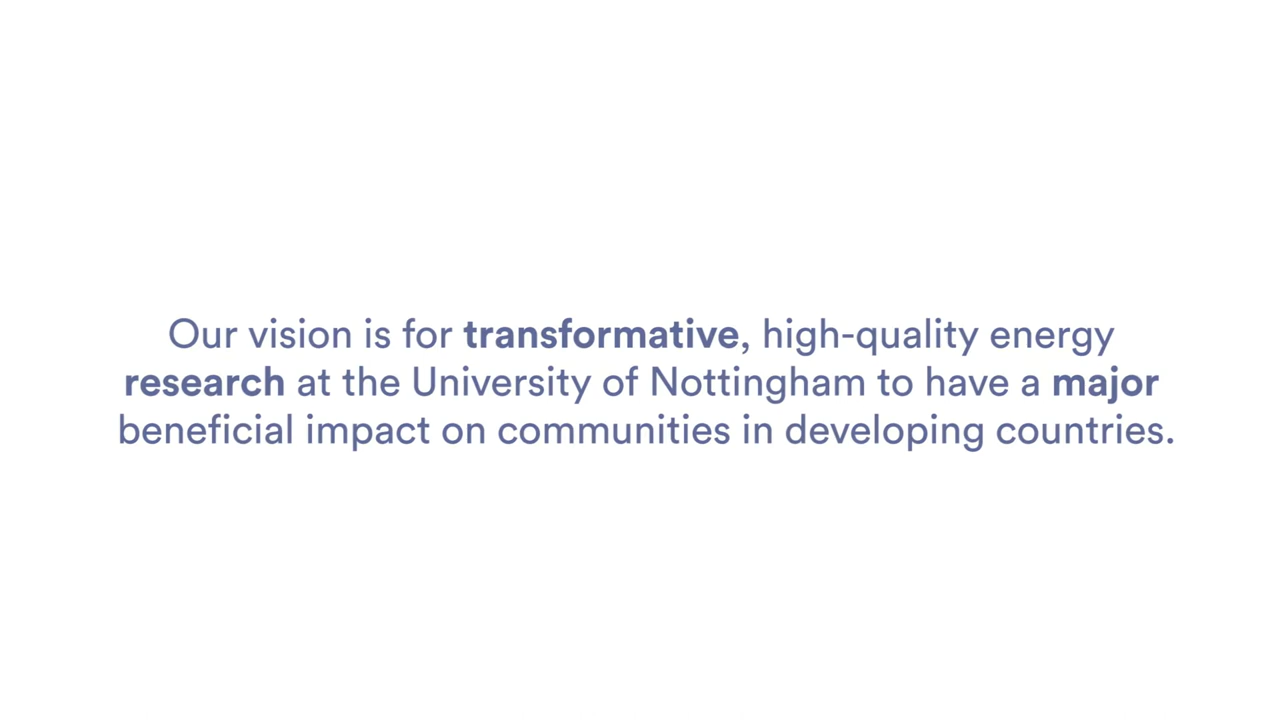 Our vision is for transformative, high-quality energy
research at the University of Nottingham to have a major
beneficial impact on communities in developing countries.